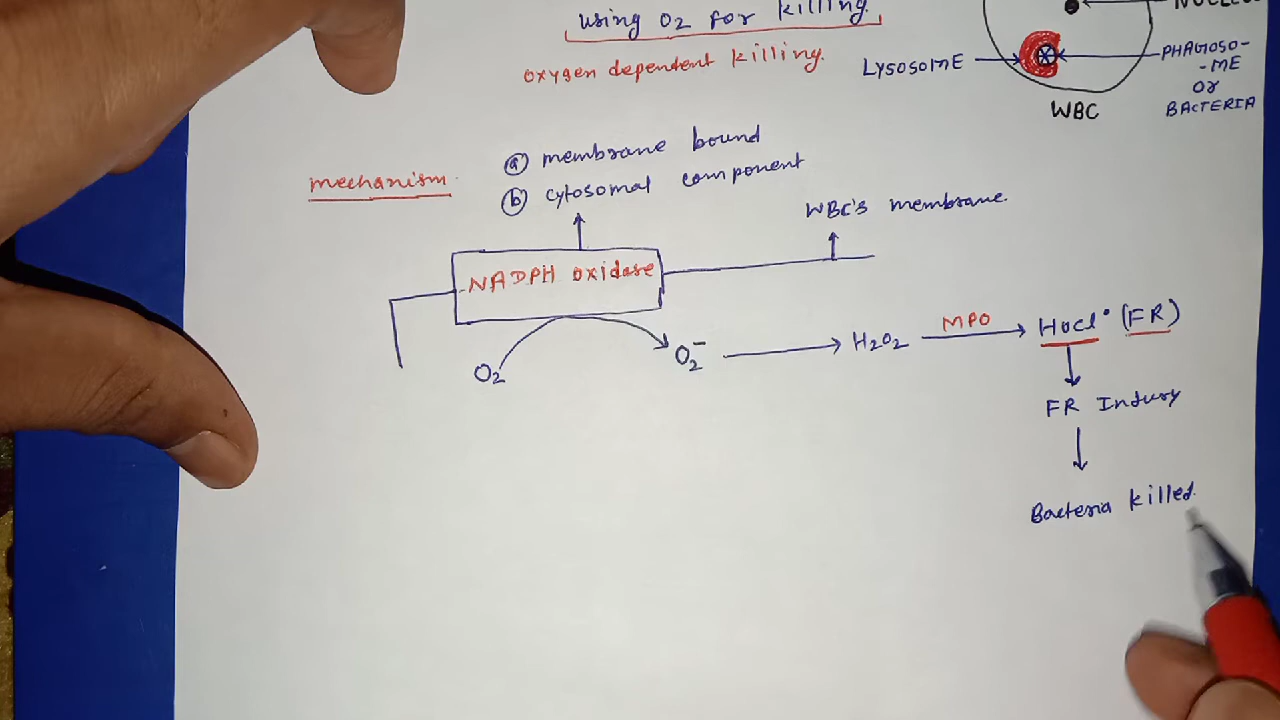 using O2 for killing.
oxygen dependent killing.
NUCLEUS
LYSOSOME
PHAGOSO-
-ME
OR
BACTERIA
WBC
mechanism.
(a) membrane bound
(b) cytosomal component
WBC's membrane.
NADPH oxidase
O2
O2⁻
H2O2
MPO
Hocl• (FR)
FR Injury
Bacteria killed.